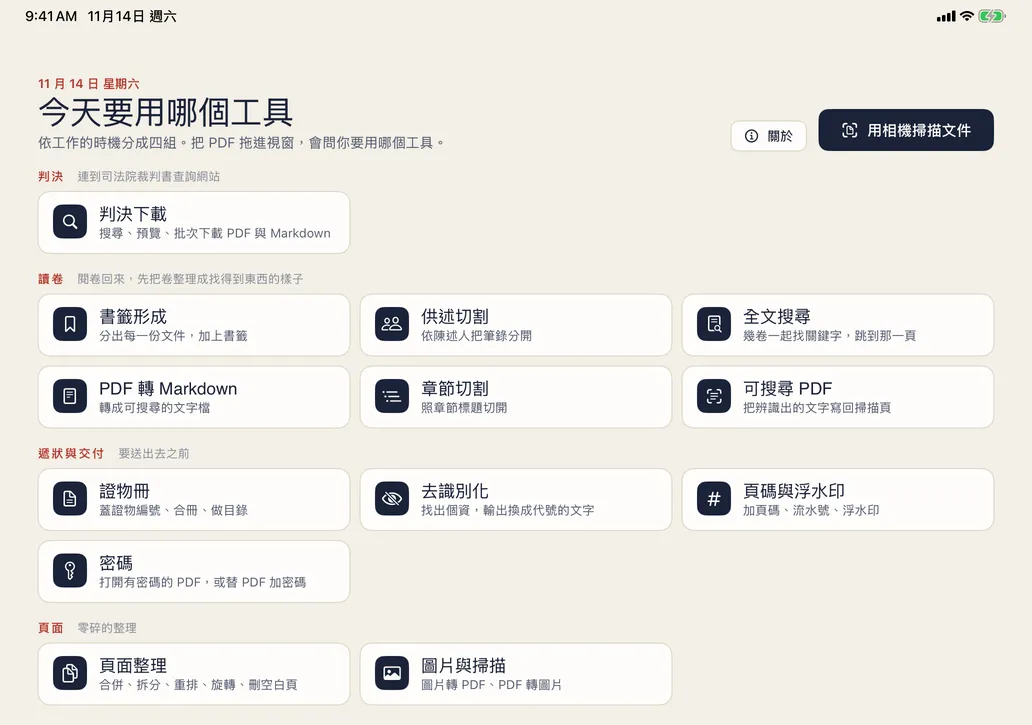 9:41 AM 11月14日 週六
11 月 14 日 星期六
今天要用哪個工具
依工作的時機分成四組。把 PDF 拖進視窗，會問你要用哪個工具。
關於
用相機掃描文件
判決 連到司法院裁判書查詢網站
判決下載
搜尋、預覽、批次下載 PDF 與 Markdown
讀卷 閱卷回來，先把卷整理成找得到東西的樣子
書籤形成
分出每一份文件，加上書籤
供述切割
依陳述人把筆錄分開
全文搜尋
幾卷一起找關鍵字，跳到那一頁
PDF 轉 Markdown
轉成可搜尋的文字檔
章節切割
照章節標題切開
可搜尋 PDF
把辨識出的文字寫回掃描頁
遞狀與交付 要送出去之前
證物冊
蓋證物編號、合冊、做目錄
去識別化
找出個資，輸出換成代號的文字
頁碼與浮水印
加頁碼、流水號、浮水印
密碼
打開有密碼的 PDF，或替 PDF 加密碼
頁面 零碎的整理
頁面整理
合併、拆分、重排、旋轉、刪空白頁
圖片與掃描
圖片轉 PDF、PDF 轉圖片